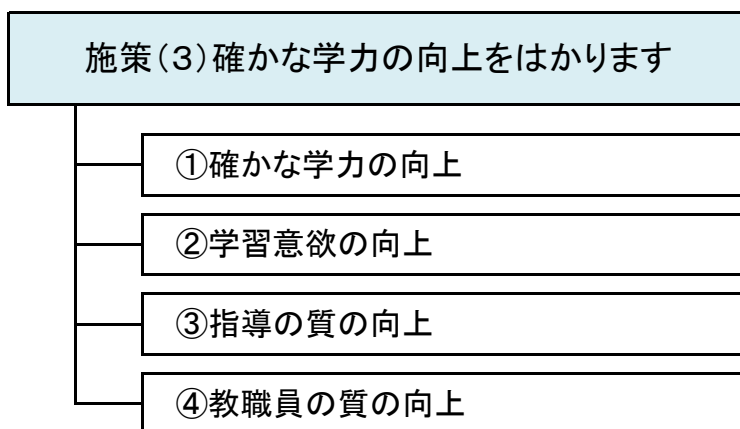 施策(３)確かな学力の向上をはかります
①確かな学力の向上
②学習意欲の向上
③指導の質の向上
④教職員の質の向上